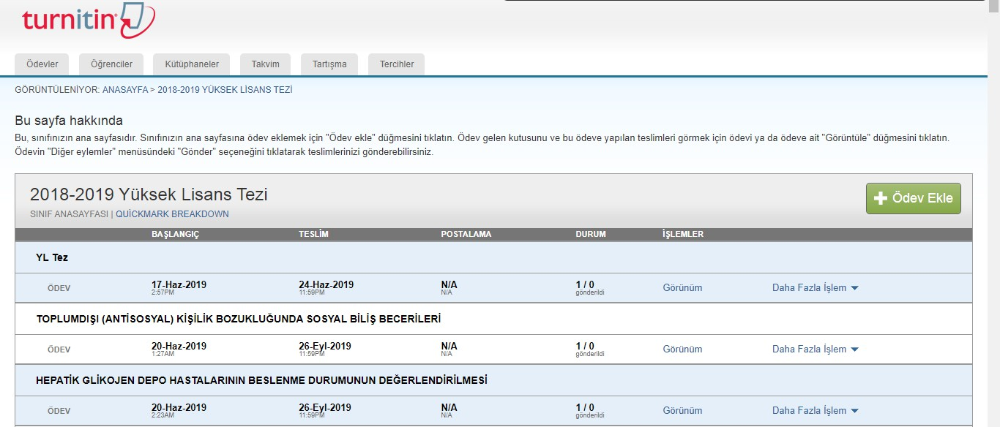 turnitin
Ödevler Öğrenciler Kütüphaneler Takvim Tartışma Tercihler
GÖRÜNTÜLENİYOR: ANASAYFA > 2018-2019 YÜKSEK LİSANS TEZİ
Bu sayfa hakkında
Bu, sınıfınızın ana sayfasıdır. Sınıfınızın ana sayfasına ödev eklemek için "Ödev ekle" düğmesini tıklatın. Ödev gelen kutusunu ve bu ödeve yapılan teslimleri görmek için ödevi ya da ödeve ait "Görüntüle" düğmesini tıklatın.
Ödevin "Diğer eylemler" menüsündeki "Gönder" seçeneğini tıklatarak teslimlerinizi gönderebilirsiniz.
2018-2019 Yüksek Lisans Tezi
Ödev Ekle
SINIF ANASAYFASI | QUICKMARK BREAKDOWN
BAŞLANGIÇ TESLİM POSTALAMA DURUM İŞLEMLER
YL Tez
ÖDEV 17-Haz-2019 24-Haz-2019 N/A 1 / 0 Görünüm Daha Fazla İşlem
2:57PM 11:59PM N/A gönderildi
TOPLUMDIŞI (ANTİSOSYAL) KİŞİLİK BOZUKLUĞUNDA SOSYAL BİLİŞ BECERİLERİ
ÖDEV 20-Haz-2019 26-Eyl-2019 N/A 1 / 0 Görünüm Daha Fazla İşlem
1:27AM 11:59PM N/A gönderildi
HEPATİK GLİKOJEN DEPO HASTALARININ BESLENME DURUMUNUN DEĞERLENDİRİLMESİ
ÖDEV 20-Haz-2019 26-Eyl-2019 N/A 1 / 0 Görünüm Daha Fazla İşlem
2:23AM 11:59PM N/A gönderildi